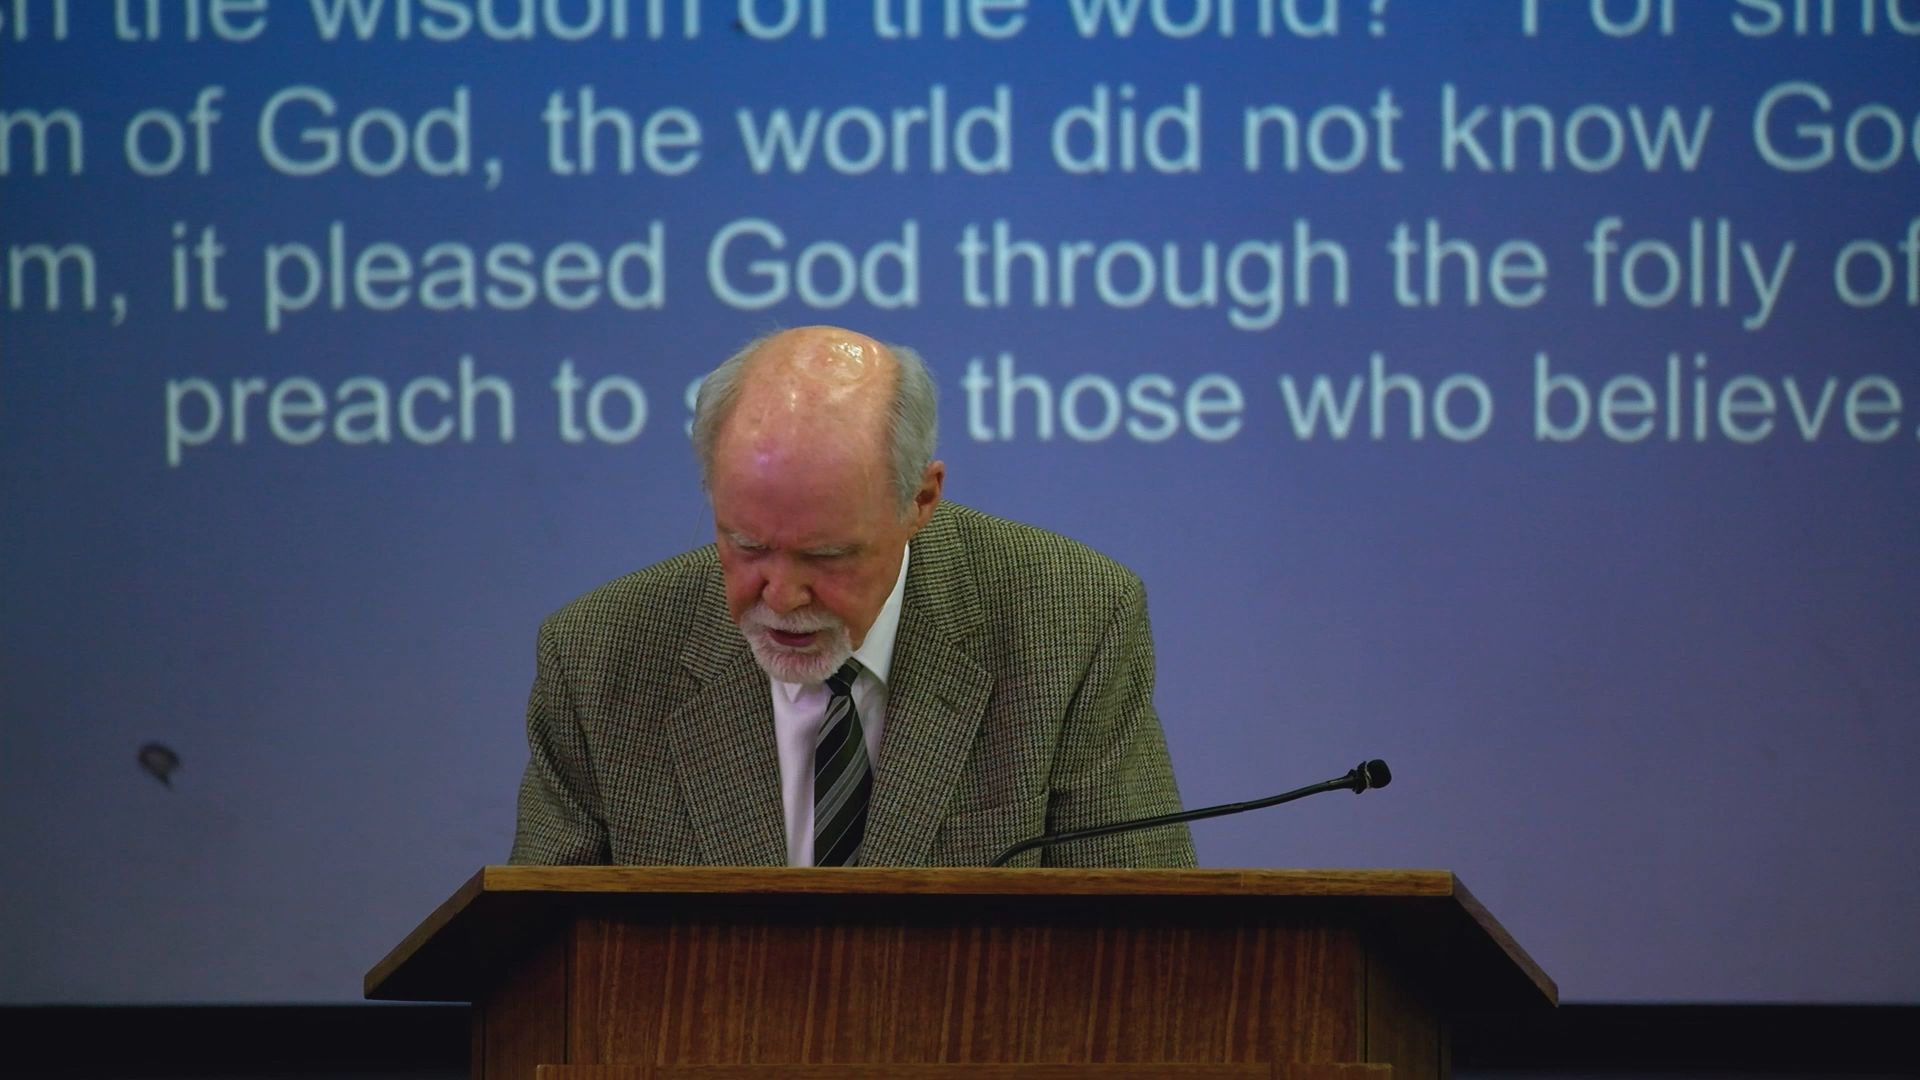 the wisdom of the world? For
of God, the world did not know
it pleased God through the folly of
preach to those who believe.